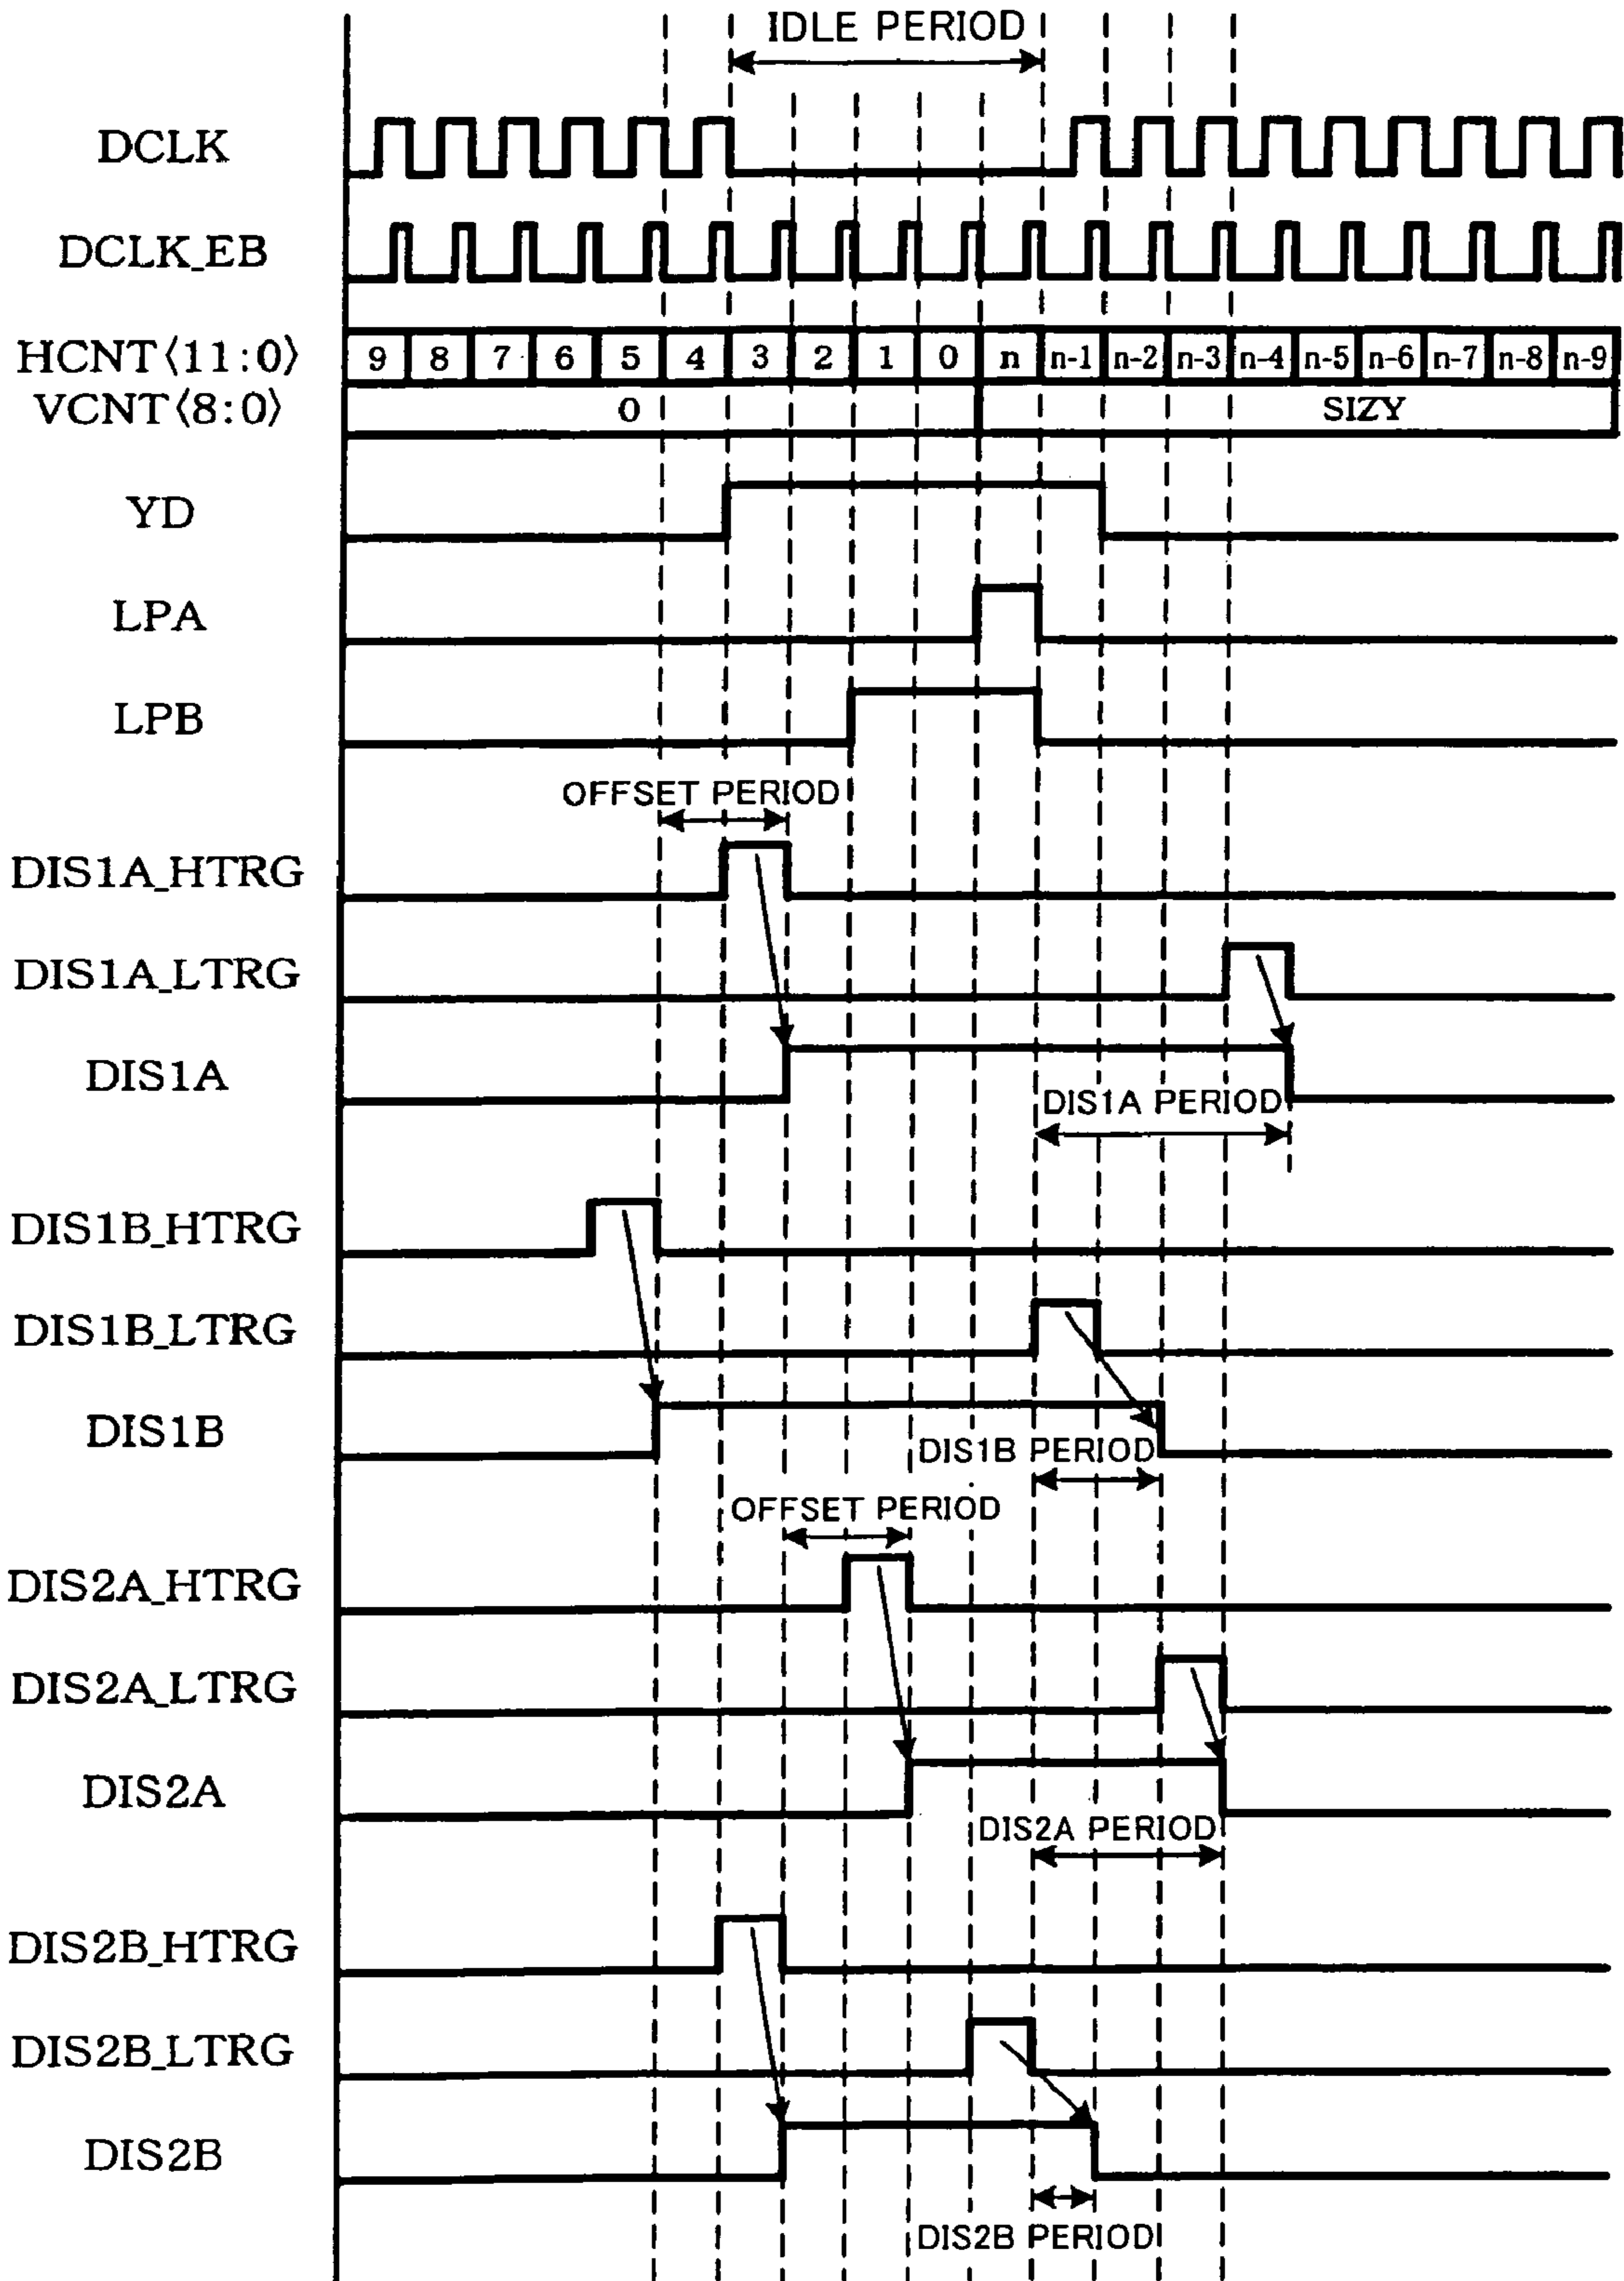 IDLE PERIOD
DCLK
DCLK_EB
HCNT⟨11:0⟩ 9 8 7 6 5 4 3 2 1 0 n n-1 n-2 n-3 n-4 n-5 n-6 n-7 n-8 n-9
VCNT⟨8:0⟩ 0 SIZY
YD
LPA
LPB
OFFSET PERIOD
DIS1A_HTRG
DIS1A_LTRG
DIS1A
DIS1A PERIOD
DIS1B_HTRG
DIS1B_LTRG
DIS1B
DIS1B PERIOD
OFFSET PERIOD
DIS2A_HTRG
DIS2A_LTRG
DIS2A
DIS2A PERIOD
DIS2B_HTRG
DIS2B_LTRG
DIS2B
DIS2B PERIOD